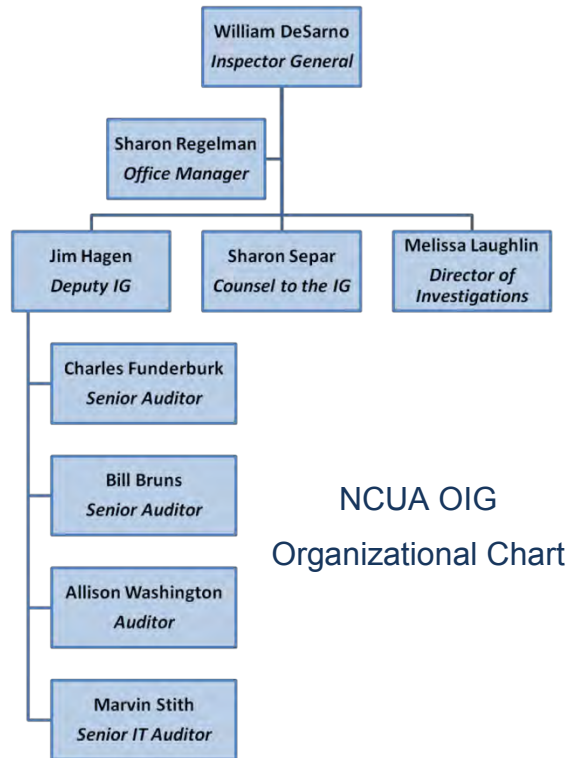 William DeSarno
Inspector General
Sharon Regelman
Office Manager
Jim Hagen
Deputy IG
Sharon Separ
Counsel to the IG
Melissa Laughlin
Director of
Investigations
Charles Funderburk
Senior Auditor
Bill Bruns
Senior Auditor
Allison Washington
Auditor
Marvin Stith
Senior IT Auditor
NCUA OIG
Organizational Chart